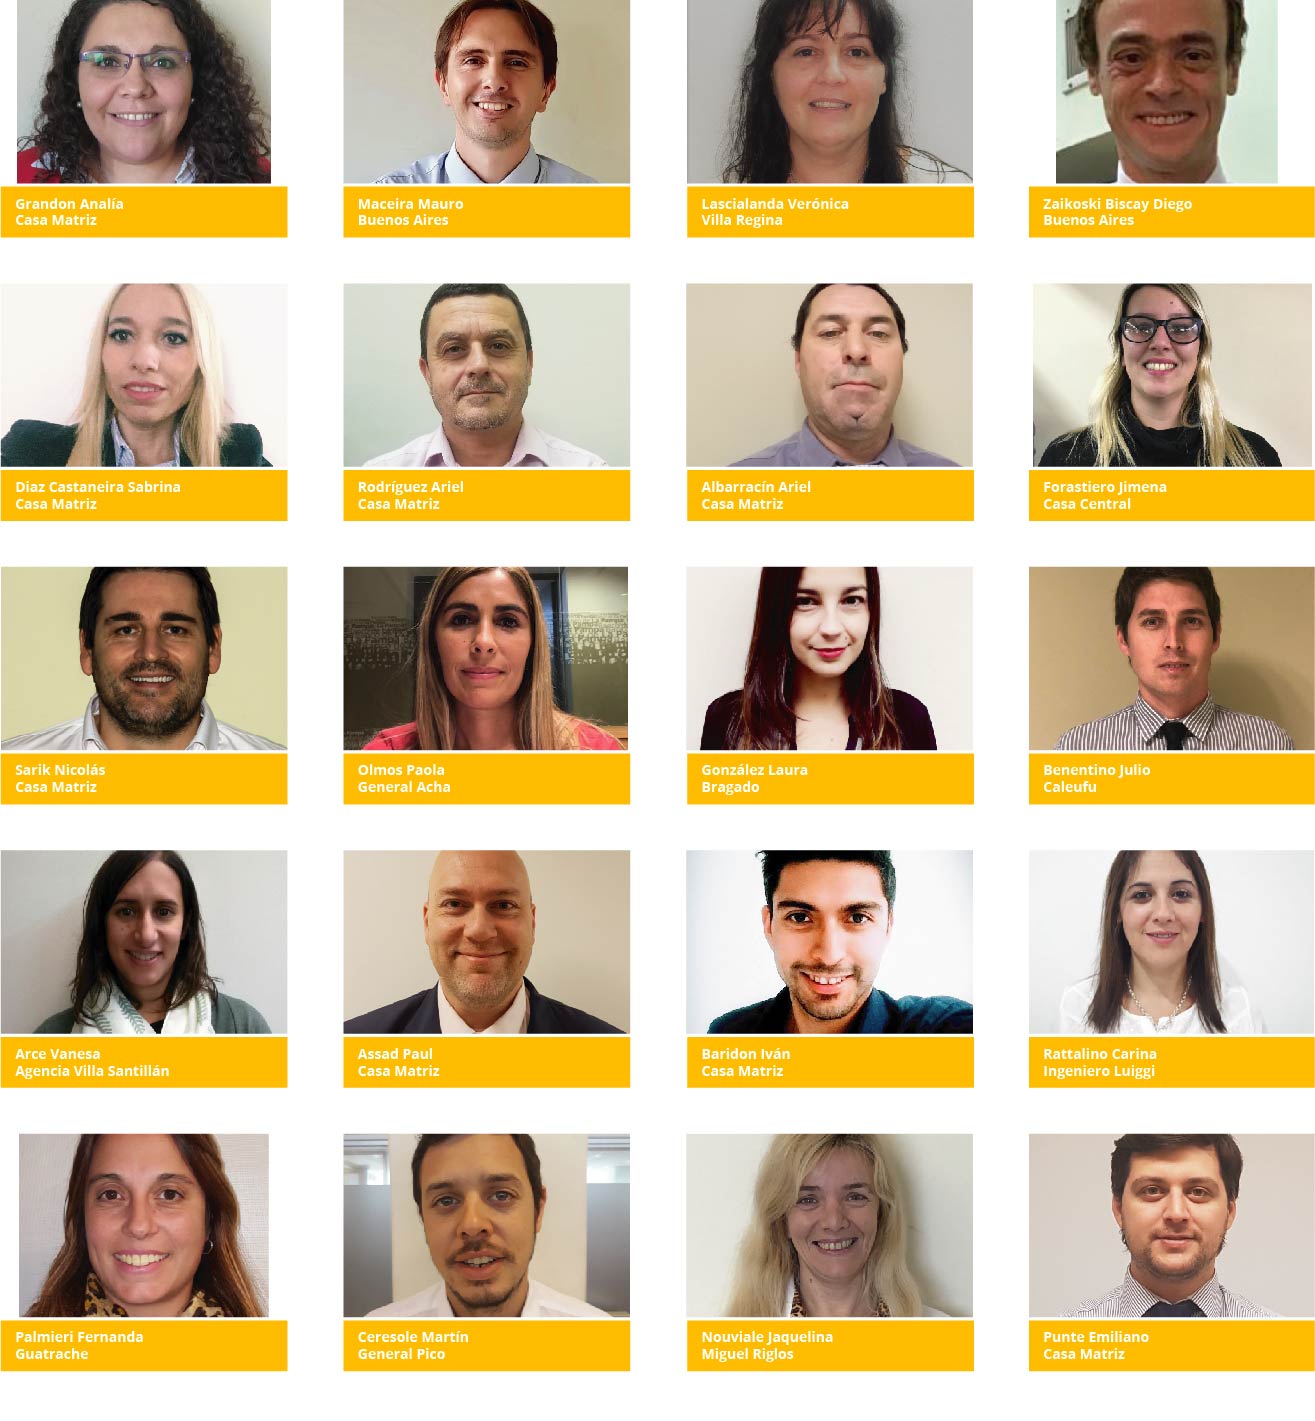 Grandon Analía
Casa Matriz
Maceira Mauro
Buenos Aires
Lascialanda Verónica
Villa Regina
Zaikoski Biscay Diego
Buenos Aires
Diaz Castaneira Sabrina
Casa Matriz
Rodríguez Ariel
Casa Matriz
Albarracín Ariel
Casa Matriz
Forastiero Jimena
Casa Central
Sarik Nicolás
Casa Matriz
Olmos Paola
General Acha
González Laura
Bragado
Benentino Julio
Caleufu
Arce Vanesa
Agencia Villa Santillán
Assad Paul
Casa Matriz
Baridon Iván
Casa Matriz
Rattalino Carina
Ingeniero Luiggi
Palmieri Fernanda
Guatrache
Ceresole Martín
General Pico
Nouviale Jaquelina
Miguel Riglos
Punte Emiliano
Casa Matriz